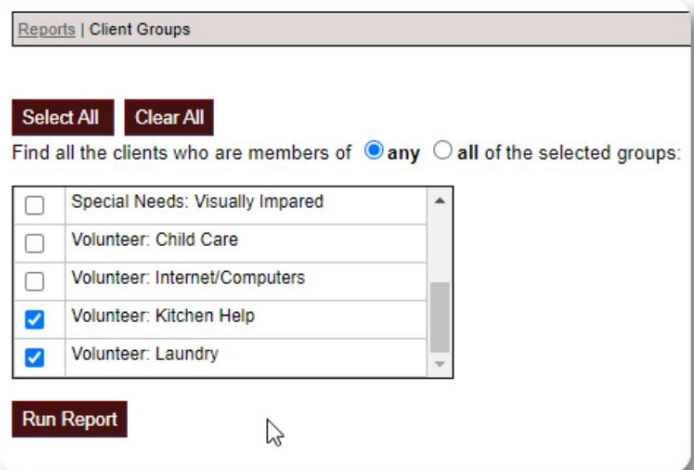 Reports | Client Groups
Select All Clear All
Find all the clients who are members of any all of the selected groups:
Special Needs: Visually Impared
Volunteer: Child Care
Volunteer: Internet/Computers
Volunteer: Kitchen Help
Volunteer: Laundry
Run Report